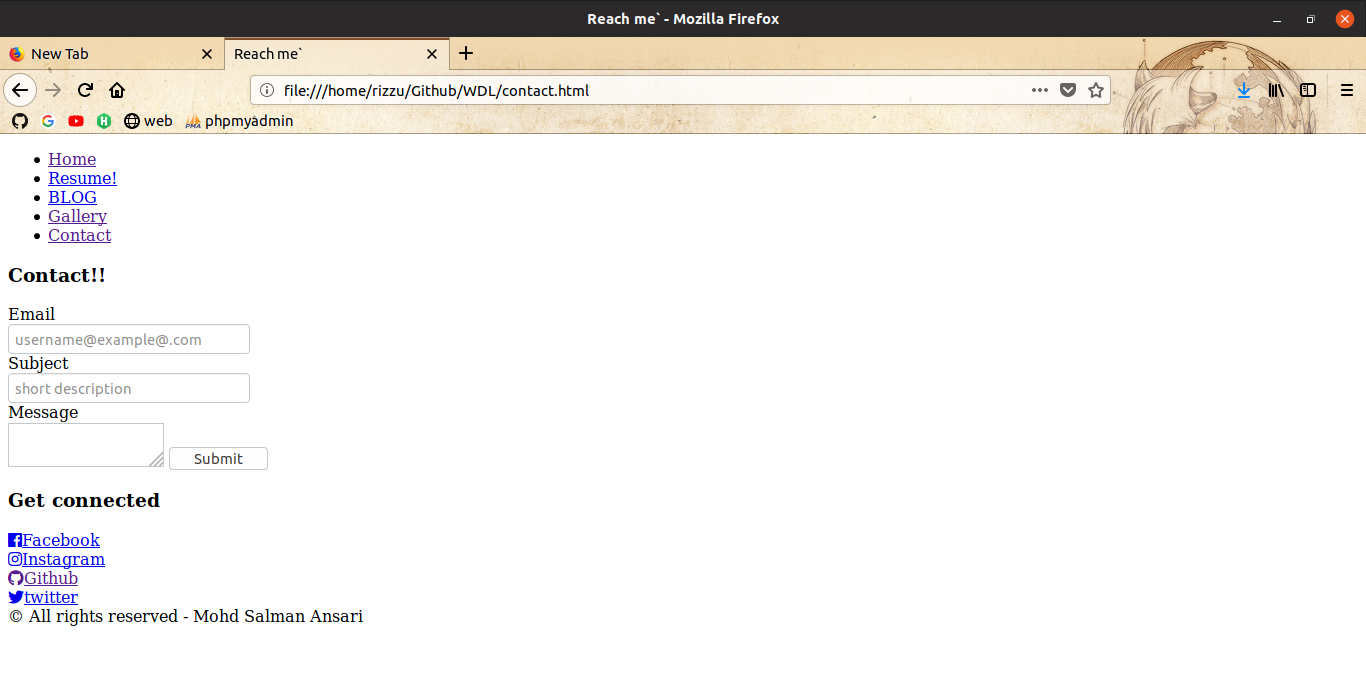 Reach me` - Mozilla Firefox
New Tab
Reach me`
file:///home/rizzu/Github/WDL/contact.html
web
PMA phpmyadmin
Home
Resume!
BLOG
Gallery
Contact
Contact!!
Email
username@example@.com
Subject
short description
Message
Submit
Get connected
Facebook
Instagram
Github
twitter
© All rights reserved - Mohd Salman Ansari